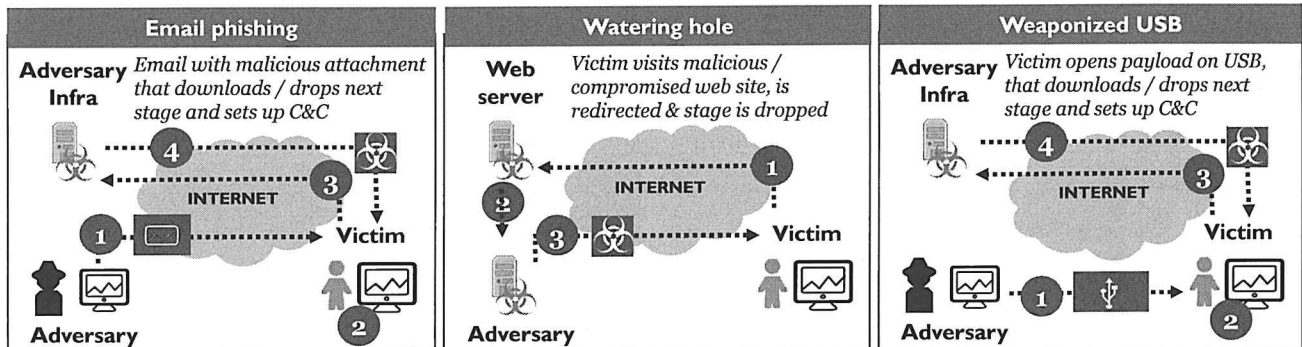 Email phishing
Adversary
Infra
Email with malicious attachment
that downloads / drops next
stage and sets up C&C
4
3
INTERNET
1
Victim
2
Adversary
Watering hole
Web
server
Victim visits malicious /
compromised web site, is
redirected & stage is dropped
1
INTERNET
2
3
Victim
Adversary
Weaponized USB
Adversary
Infra
Victim opens payload on USB,
that downloads / drops next
stage and sets up C&C
4
3
INTERNET
Victim
1
2
Adversary